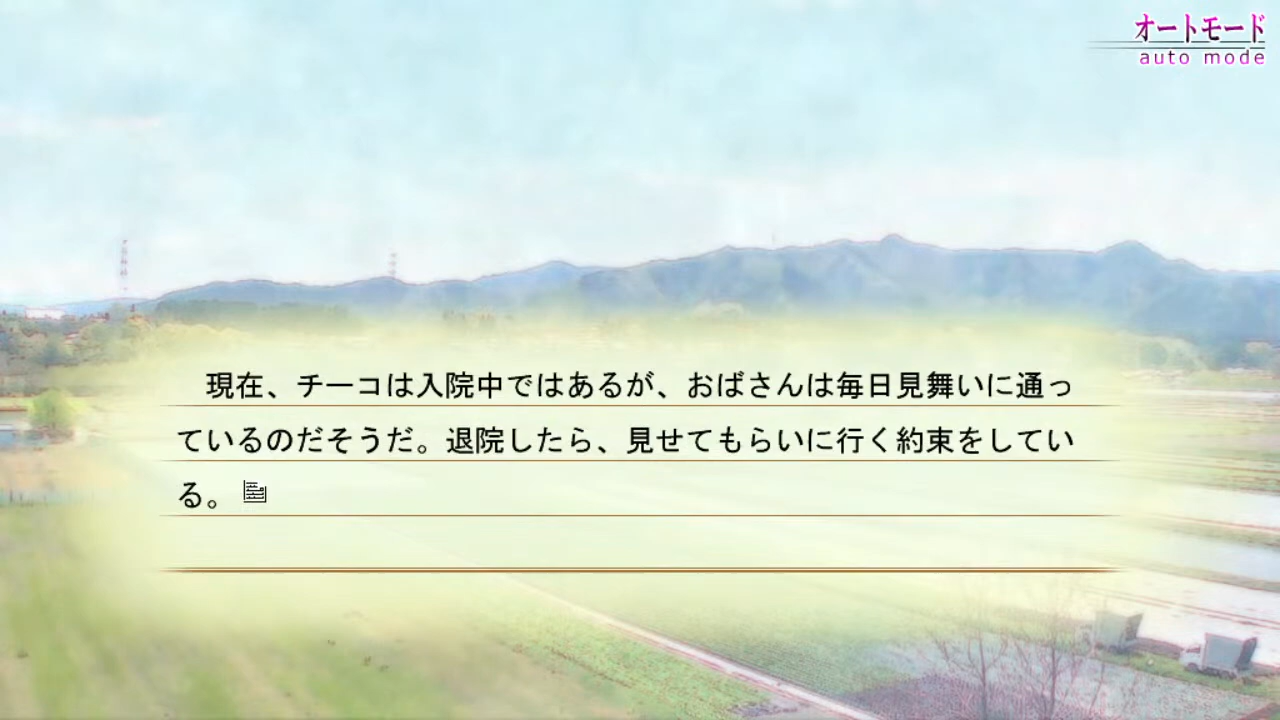 オートモード
auto mode
現在、チーコは入院中ではあるが、おばさんは毎日見舞いに通っ
ているのだそうだ。退院したら、見せてもらいに行く約束をしてい
る。